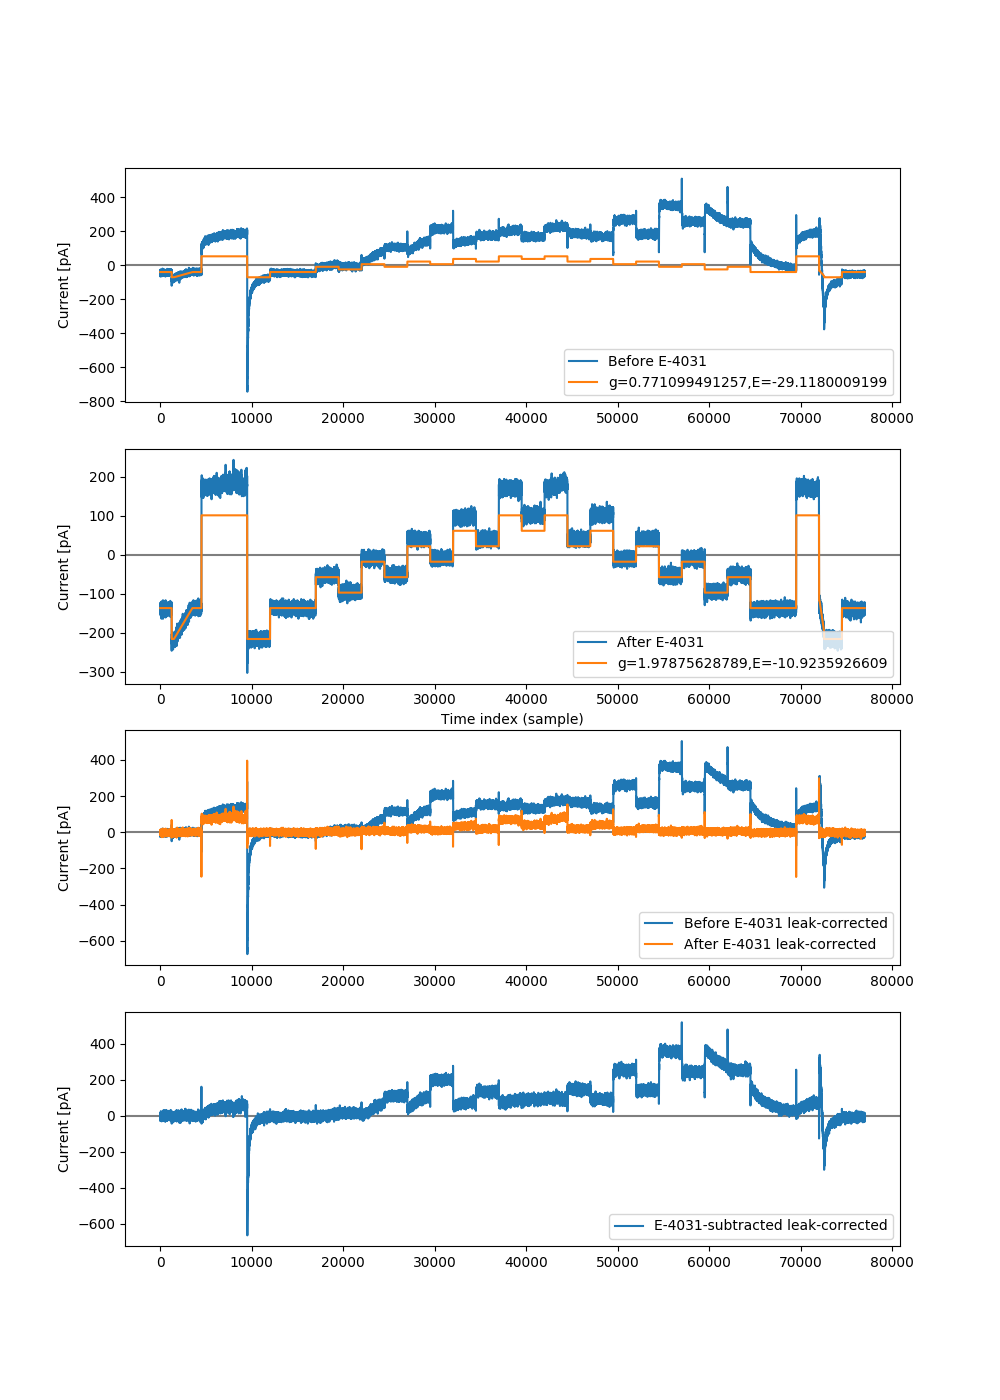 400
200
0
−200
−400
−600
−800
Current [pA]
Before E-4031
g=0.771099491257,E=-29.1180009199
0 10000 20000 30000 40000 50000 60000 70000 80000
200
100
0
−100
−200
−300
Current [pA]
After E-4031
g=1.97875628789,E=-10.9235926609
0 10000 20000 30000 40000 50000 60000 70000 80000
Time index (sample)
400
200
0
−200
−400
−600
Current [pA]
Before E-4031 leak-corrected
After E-4031 leak-corrected
0 10000 20000 30000 40000 50000 60000 70000 80000
400
200
0
−200
−400
−600
Current [pA]
E-4031-subtracted leak-corrected
0 10000 20000 30000 40000 50000 60000 70000 80000